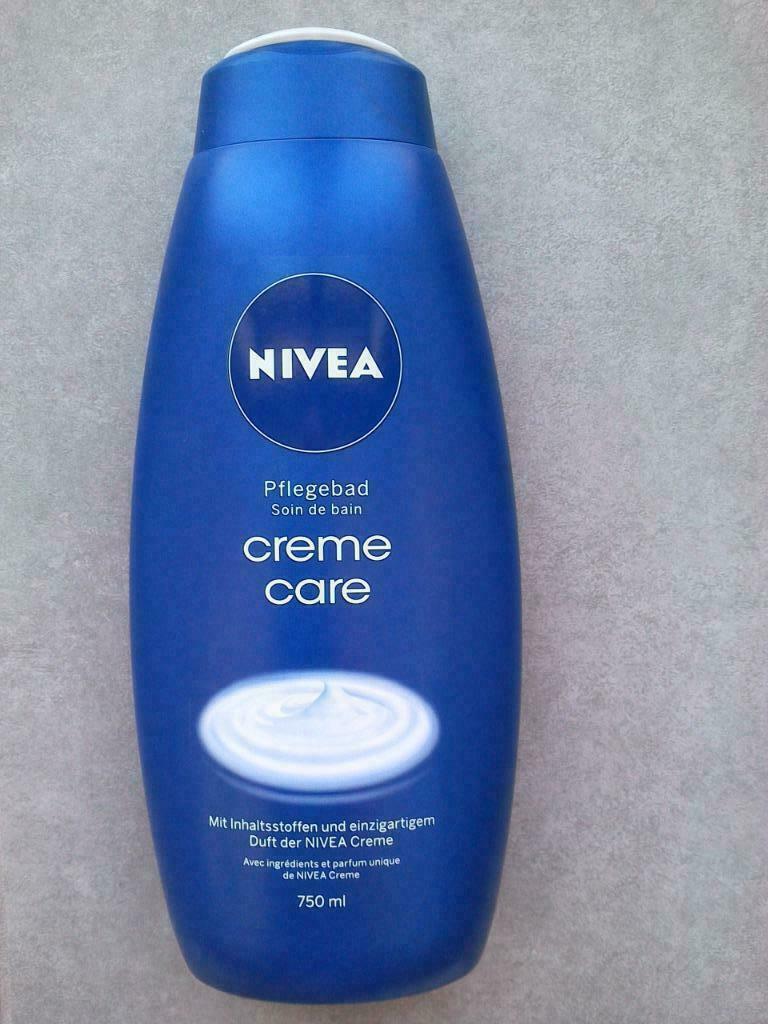 NIVEA
Pflegebad
Soin de bain
creme
care
Mit Inhaltsstoffen und einzigartigem
Duft der NIVEA Creme
Avec ingrédients et parfum unique
de NIVEA Creme
750 ml